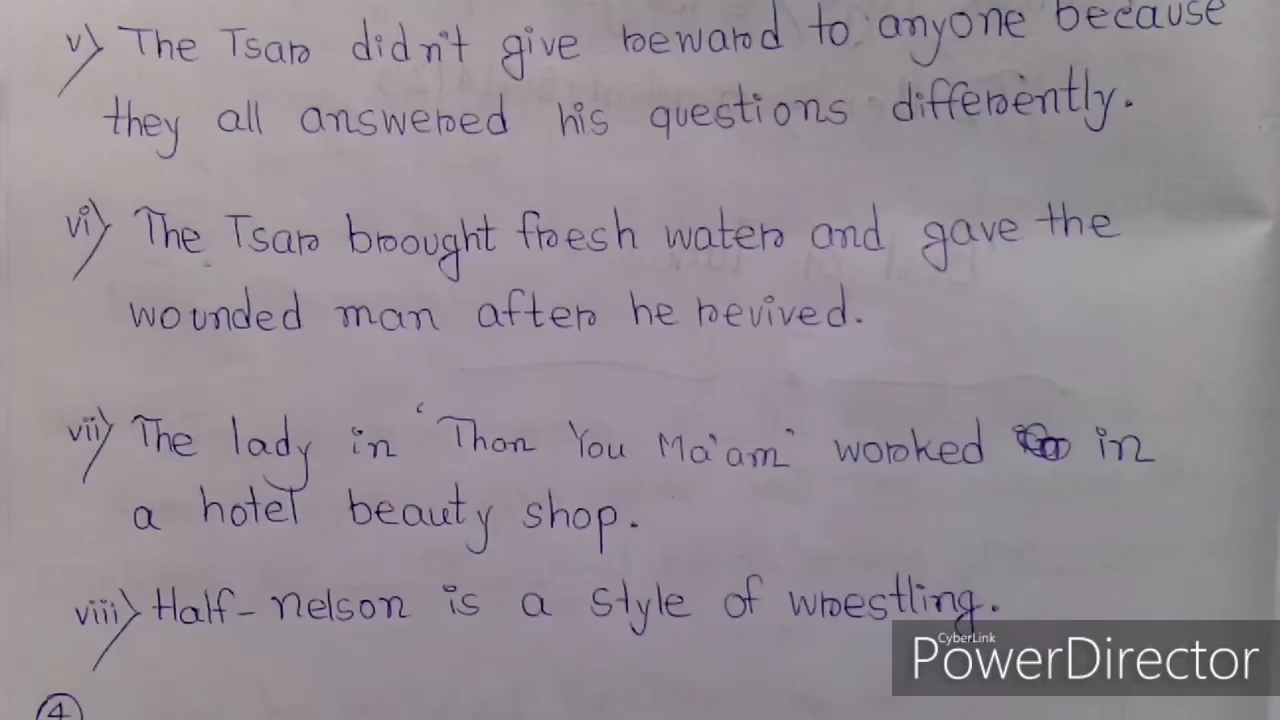 v) The Tsar didn't give reward to anyone because
they all answered his questions differently.
vi) The Tsar brought fresh water and gave the
wounded man after he revived.
vii) The lady in 'Than You Ma'am' worked in
a hotel beauty shop.
viii) Half-nelson is a style of wrestling.
4
CyberLink
PowerDirector